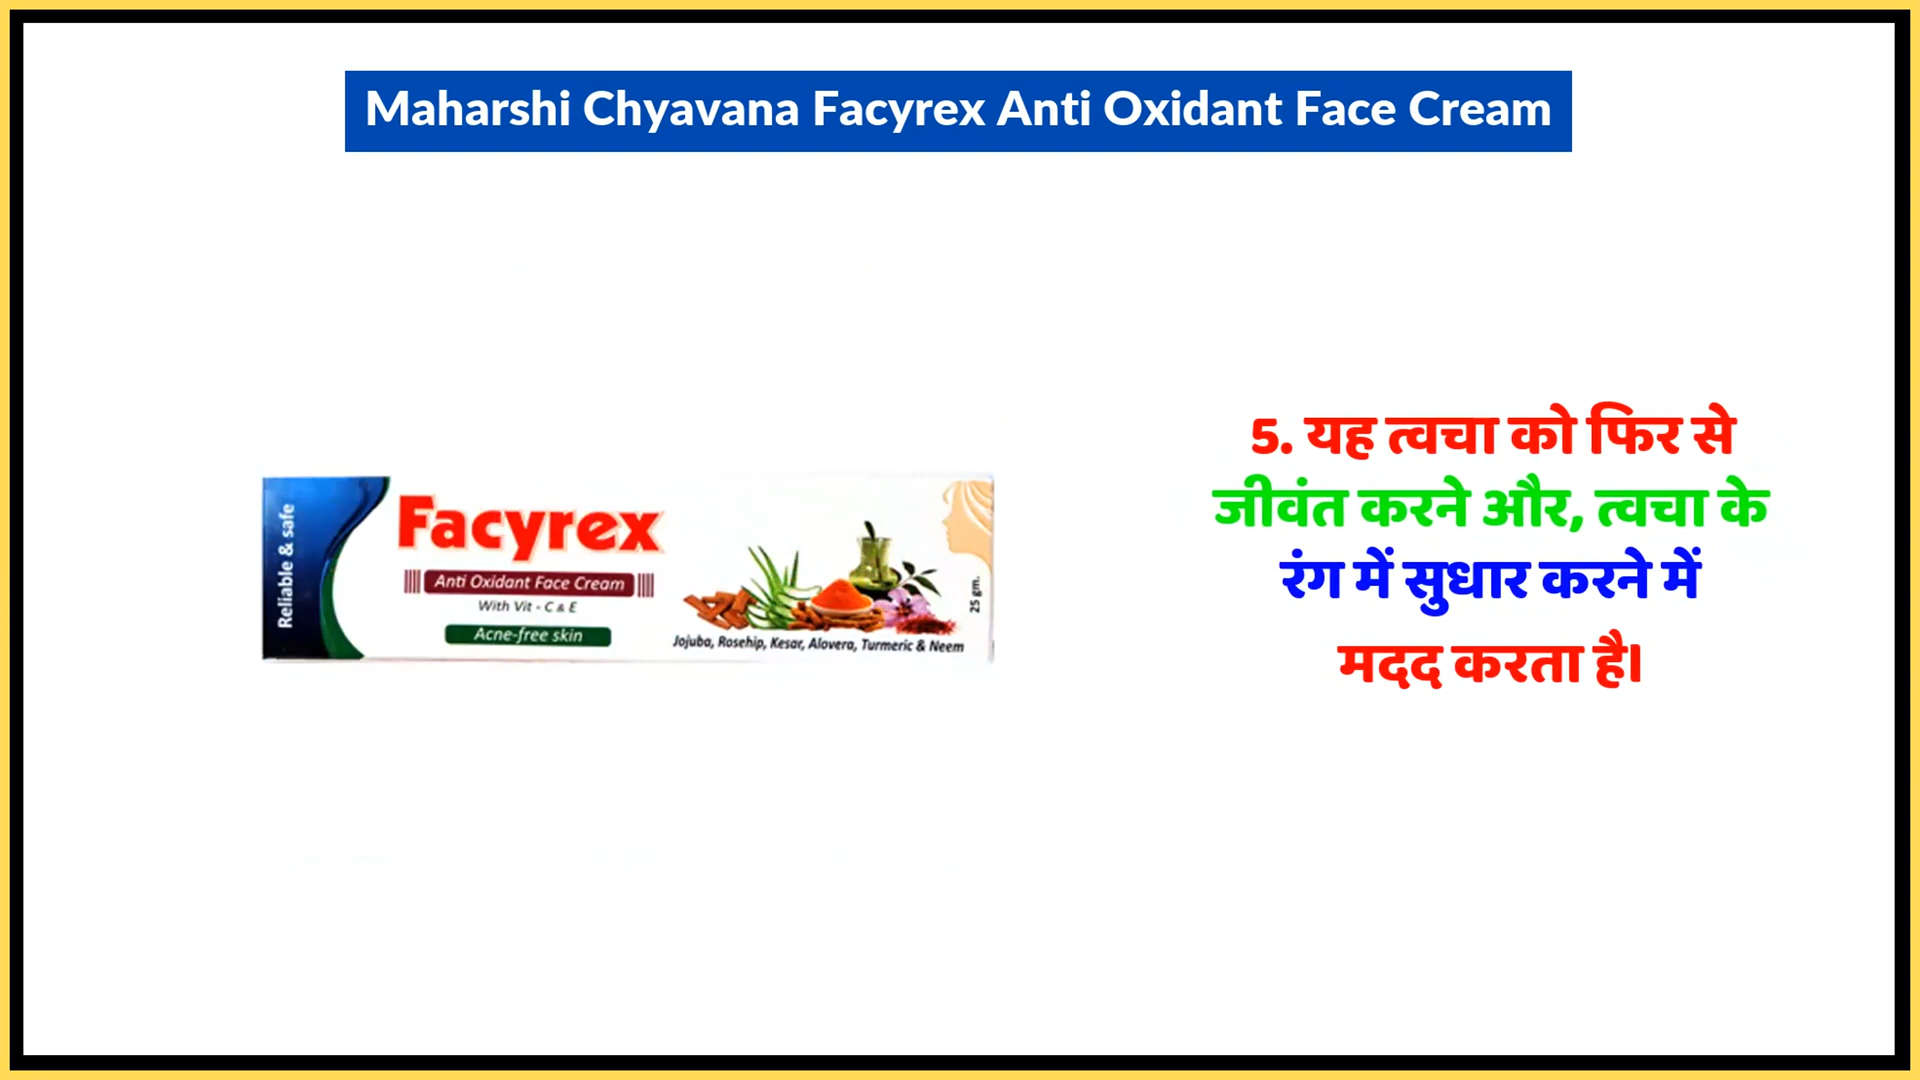 Maharshi Chyavana Facyrex Anti Oxidant Face Cream
Reliable & safe
Facyrex
Anti Oxidant Face Cream
With Vit - C & E
Acne-free skin
Jojuba, Rosehip, Kesar, Alovera, Turmeric & Neem
25 gm.
5. यह त्वचा को फिर से
जीवंत करने और, त्वचा के
रंग में सुधार करने में
मदद करता है।